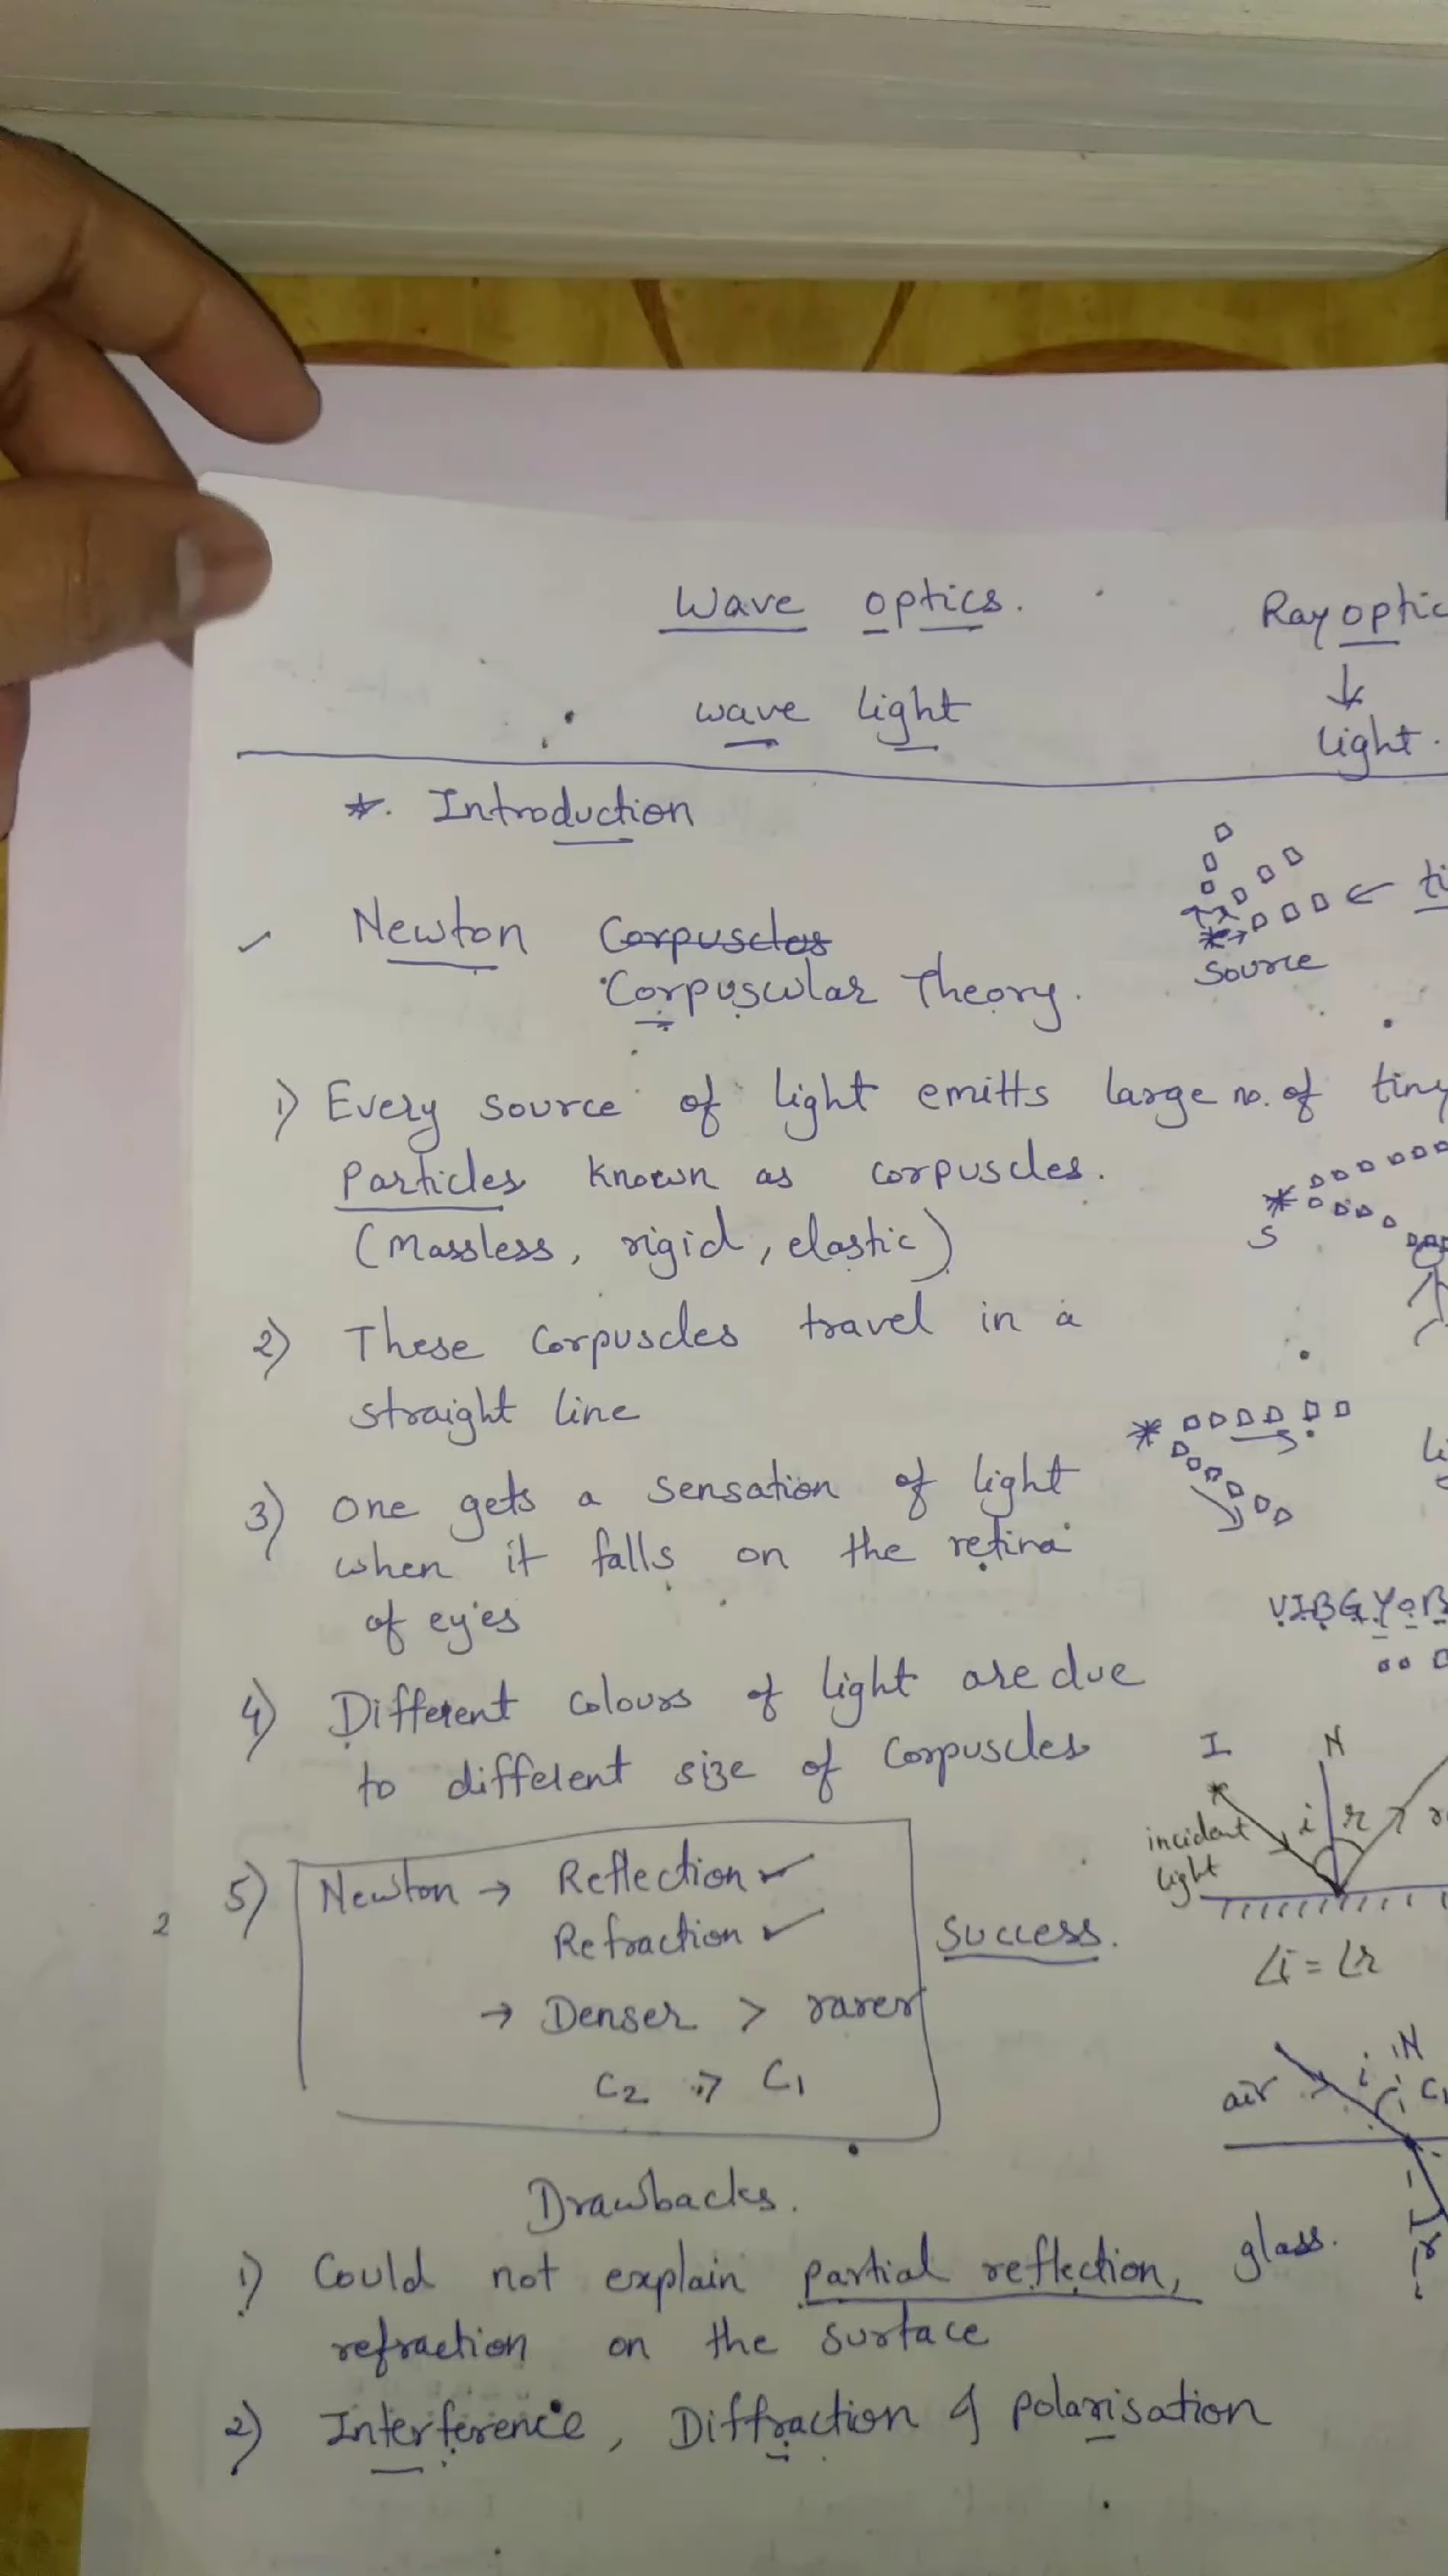 Wave optics.
Ray optic
wave light
light.
*. Introduction
Newton Corpuscles
Corpuscular Theory.
Source
1) Every source of light emitts large no. of tiny
particles known as corpuscles.
(Massless, rigid, elastic)
S
2) These Corpuscles travel in a
straight line
3) One gets a sensation of light
when it falls on the retina
of eyes
VIBGYOR
4) Different colours of light are due
to different size of Corpuscles
I N
i r
incident
light
∠i = ∠r
5) Newton → Reflection ✓
Refraction ✓
Success.
→ Denser > rarer
C2 > C1
2
N
air i C1
glass.
r
Drawbacks.
1) Could not explain partial reflection,
refraction on the surface
2) Interference, Diffraction & polarisation